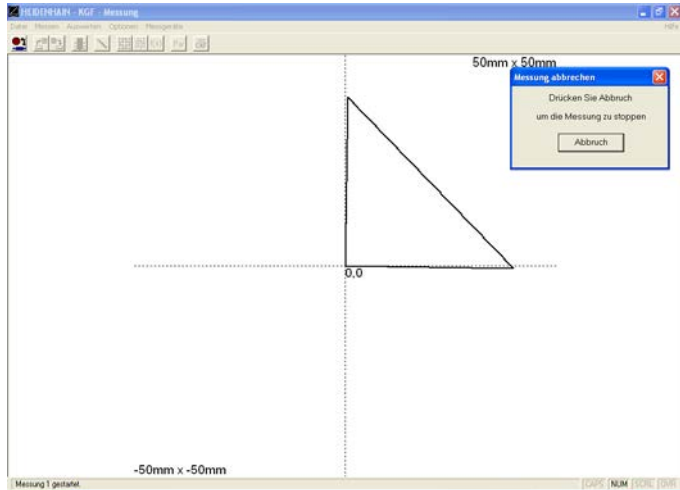 HEIDENHAIN - KGF - Messung
Datei Messen Auswerten Optionen Messgeräte Hilfe
50mm x 50mm
Messung abbrechen
Drücken Sie Abbruch
um die Messung zu stoppen
Abbruch
0,0
-50mm x -50mm
Messung 1 gestartet.
CAPS NUM SCRL OVR